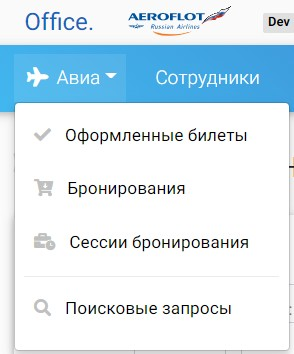 Office.
AEROFLOT
Russian Airlines
Dev
Авиа
Сотрудники
Оформленные билеты
Бронирования
Сессии бронирования
Поисковые запросы